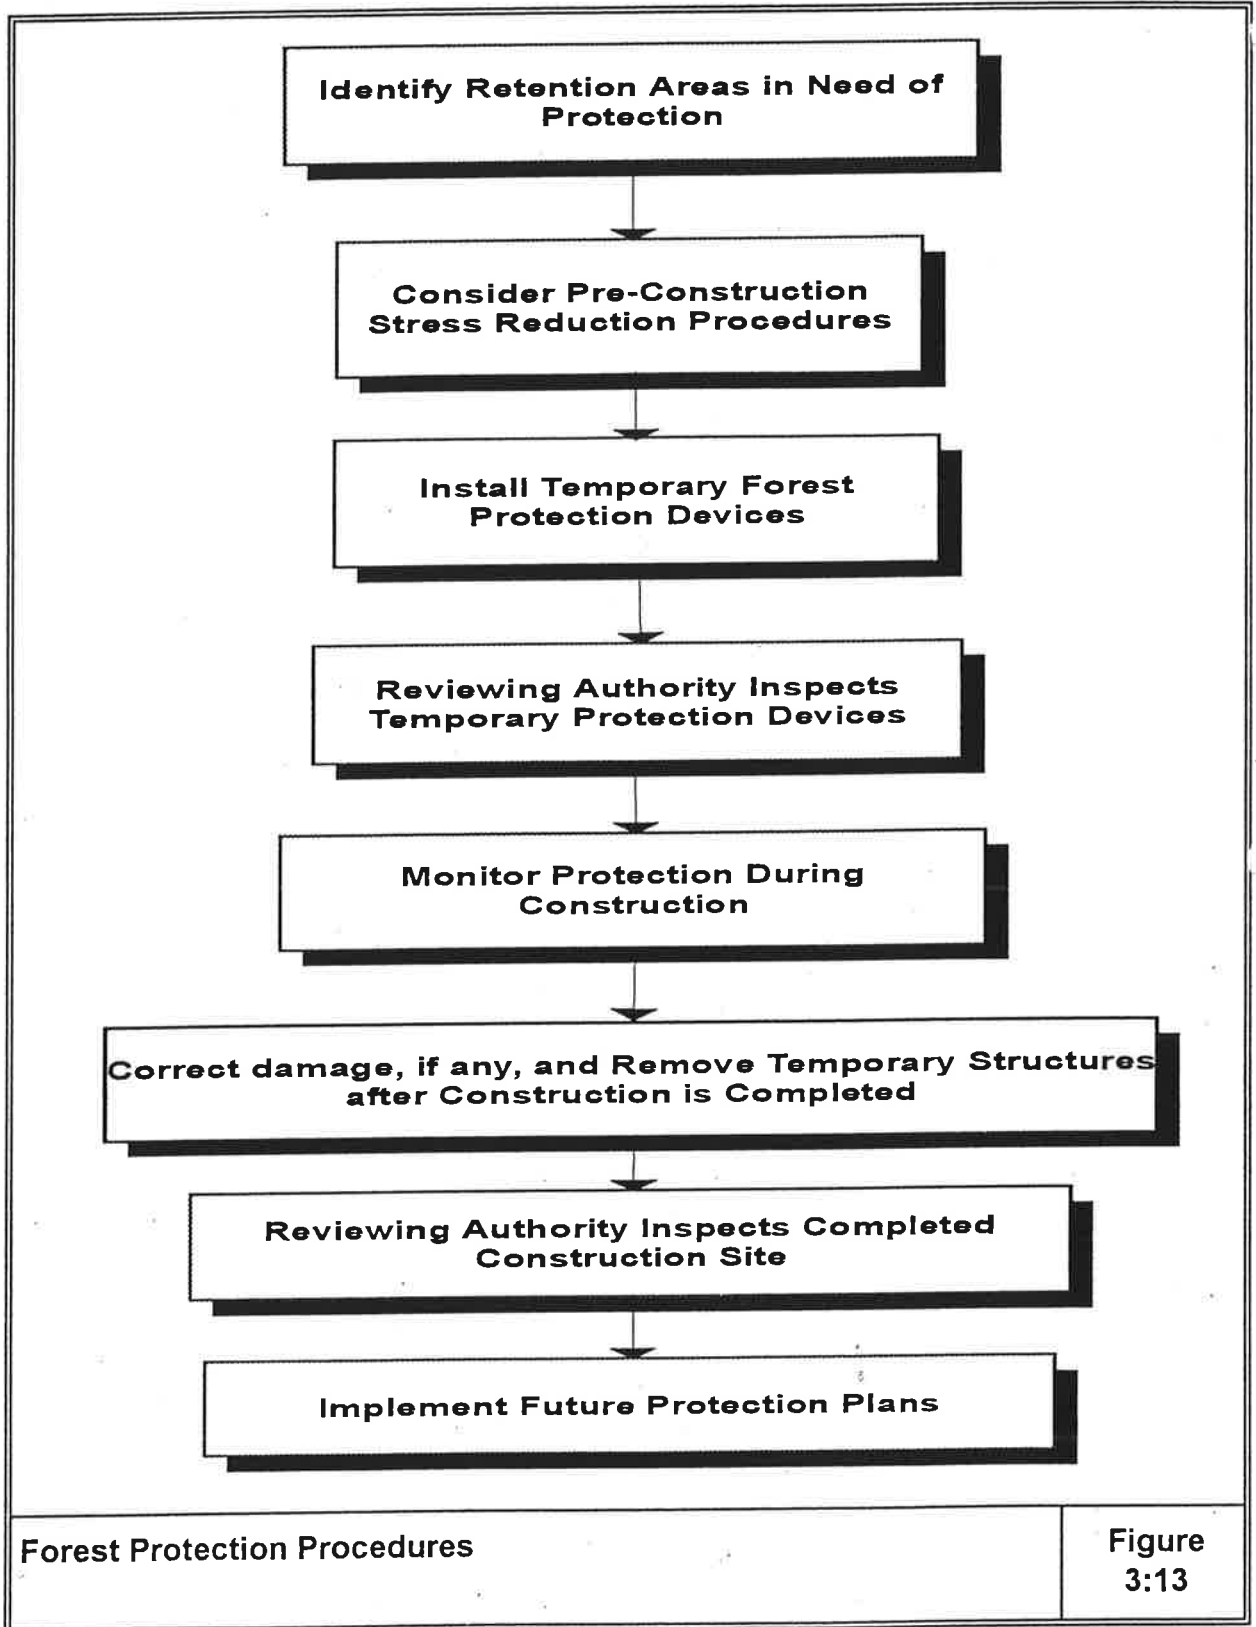 Identify Retention Areas in Need of
Protection
Consider Pre-Construction
Stress Reduction Procedures
Install Temporary Forest
Protection Devices
Reviewing Authority Inspects
Temporary Protection Devices
Monitor Protection During
Construction
Correct damage, if any, and Remove Temporary Structures
after Construction is Completed
Reviewing Authority Inspects Completed
Construction Site
Implement Future Protection Plans
Forest Protection Procedures
Figure
3:13